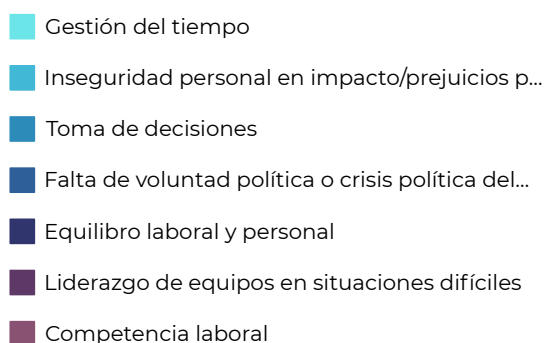 Gestión del tiempo
Inseguridad personal en impacto/prejuicios p...
Toma de decisiones
Falta de voluntad política o crisis política del...
Equilibro laboral y personal
Liderazgo de equipos en situaciones difíciles
Competencia laboral